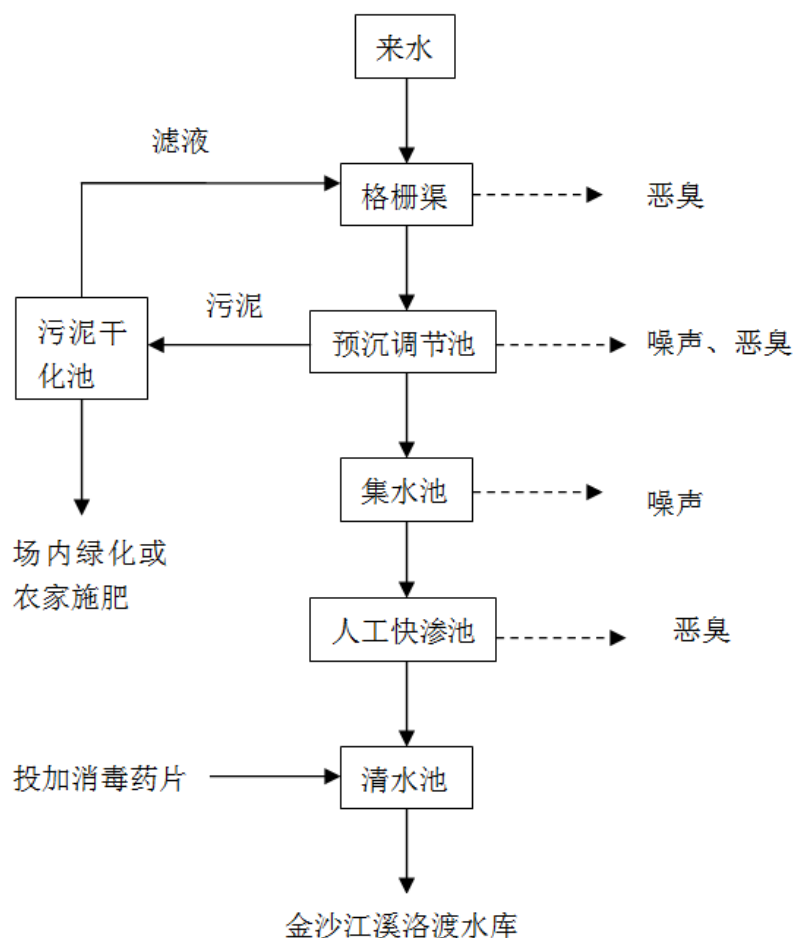 来水
滤液
格栅渠
恶臭
污泥
污泥干
化池
预沉调节池
噪声、恶臭
集水池
噪声
场内绿化或
农家施肥
人工快渗池
恶臭
投加消毒药片
清水池
金沙江溪洛渡水库